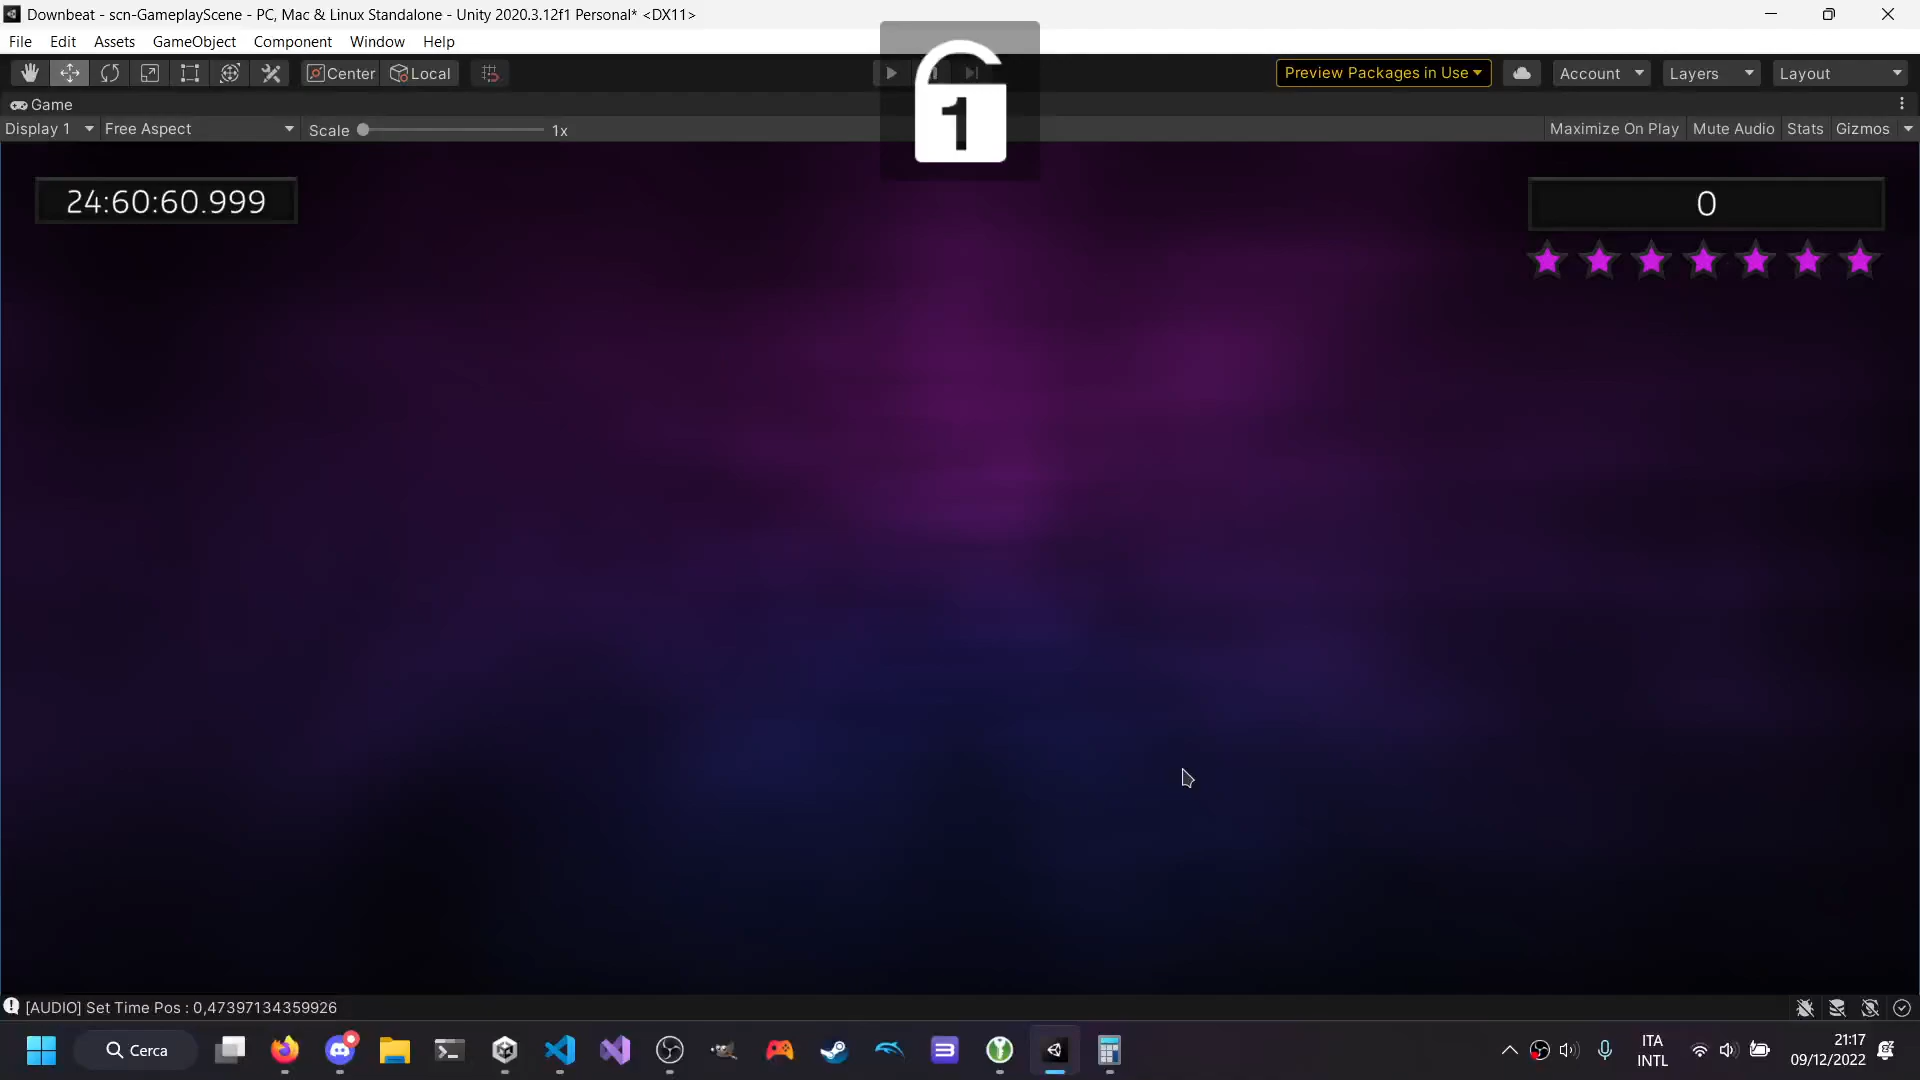 Downbeat - scn-GameplayScene - PC, Mac & Linux Standalone - Unity 2020.3.12f1 Personal* <DX11>
File Edit Assets GameObject Component Window Help
Center Local Preview Packages in Use Account Layers Layout
1
Game
Display 1 Free Aspect Scale 1x Maximize On Play Mute Audio Stats Gizmos
24:60:60.999
0
[AUDIO] Set Time Pos : 0,47397134359926
Cerca
ITA
INTL
21:17
09/12/2022